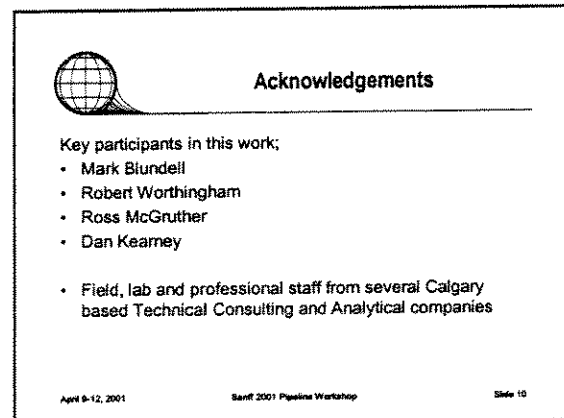 Acknowledgements
Key participants in this work;
• Mark Blundell
• Robert Worthingham
• Ross McGruther
• Dan Kearney
• Field, lab and professional staff from several Calgary
based Technical Consulting and Analytical companies
April 9-12, 2001 Banff 2001 Pipeline Workshop Slide 10